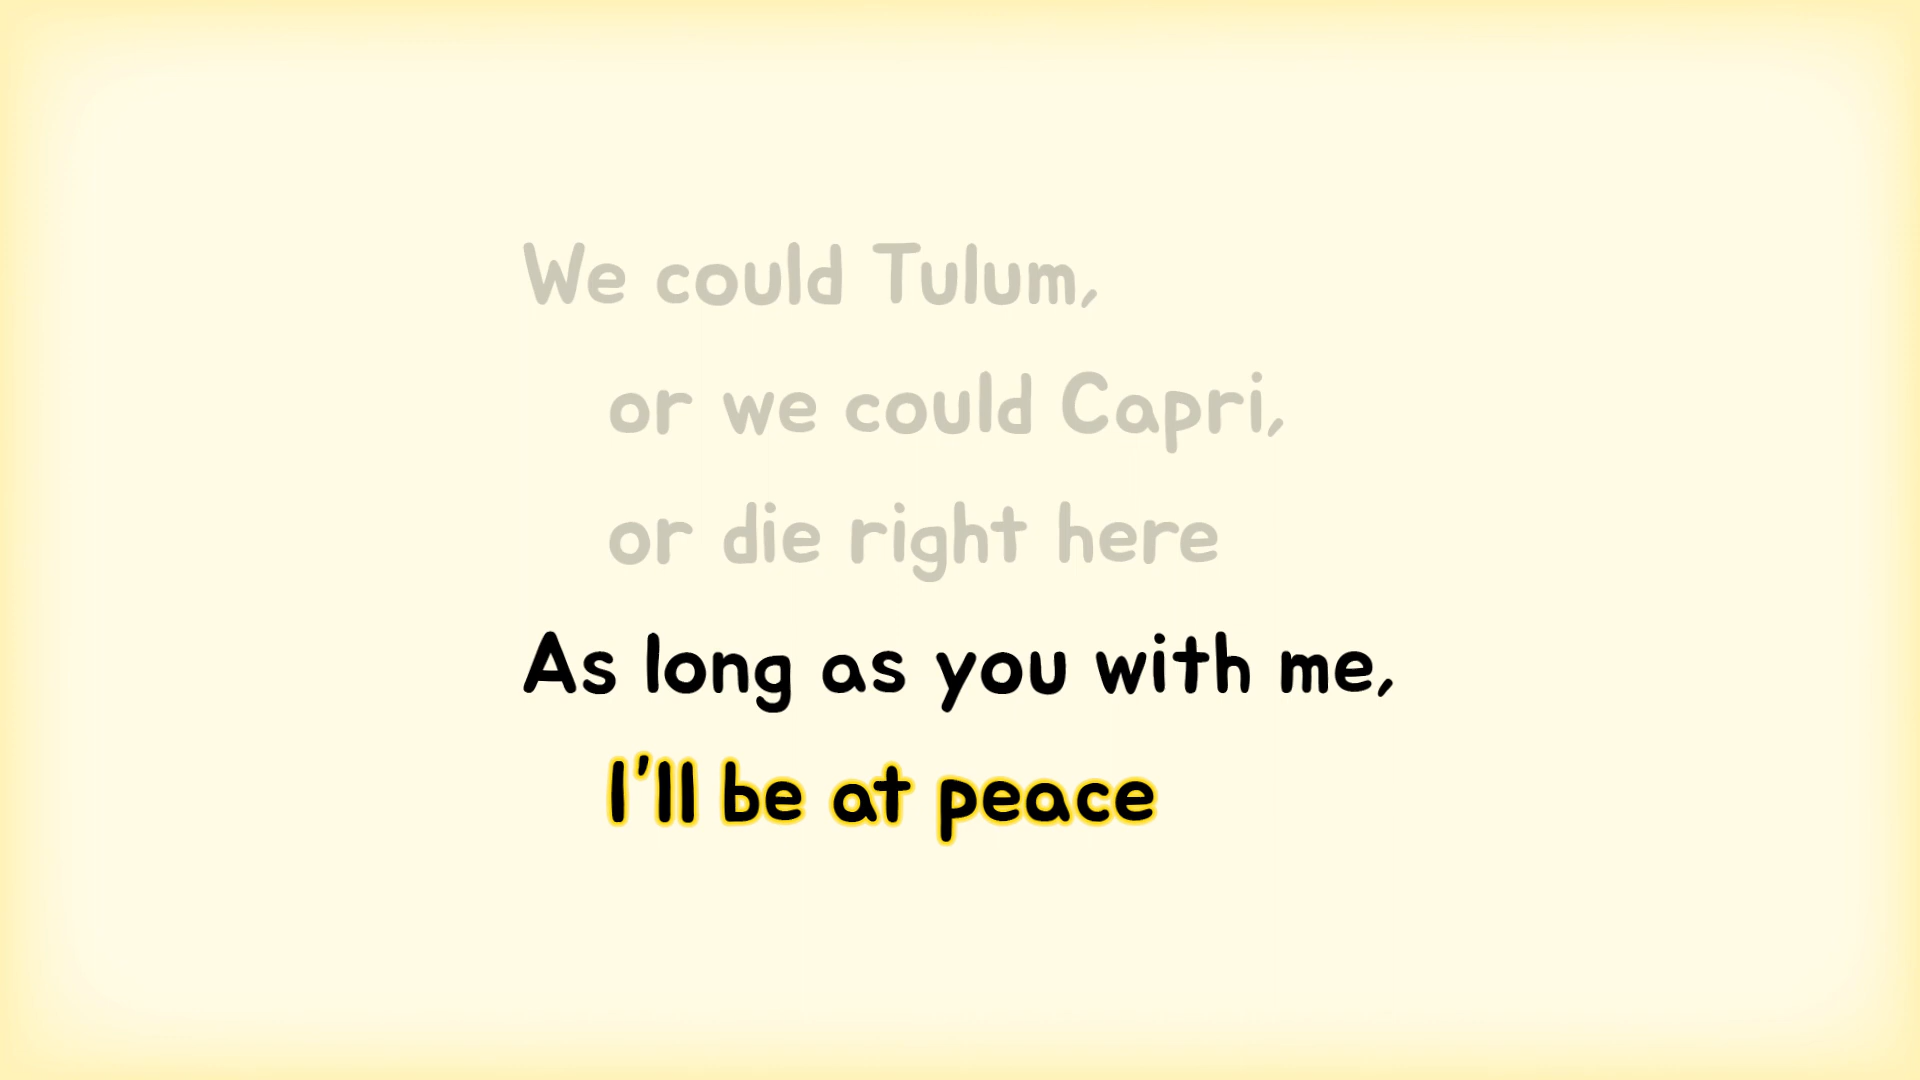 We could Tulum,
or we could Capri,
or die right here
As long as you with me,
I'll be at peace